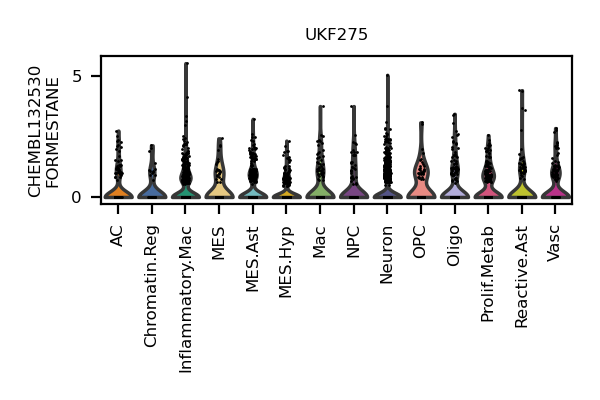 UKF275
CHEMBL132530
FORMESTANE
5
0
AC
Chromatin.Reg
Inflammatory.Mac
MES
MES.Ast
MES.Hyp
Mac
NPC
Neuron
OPC
Oligo
Prolif.Metab
Reactive.Ast
Vasc